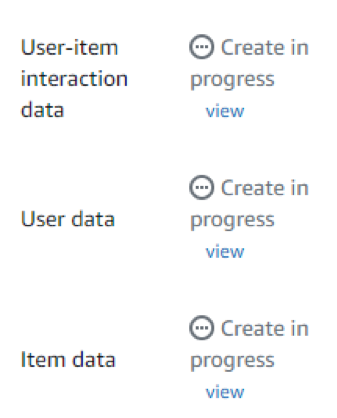 User-item
interaction
data
Create in
progress
view
User data
Create in
progress
view
Item data
Create in
progress
view